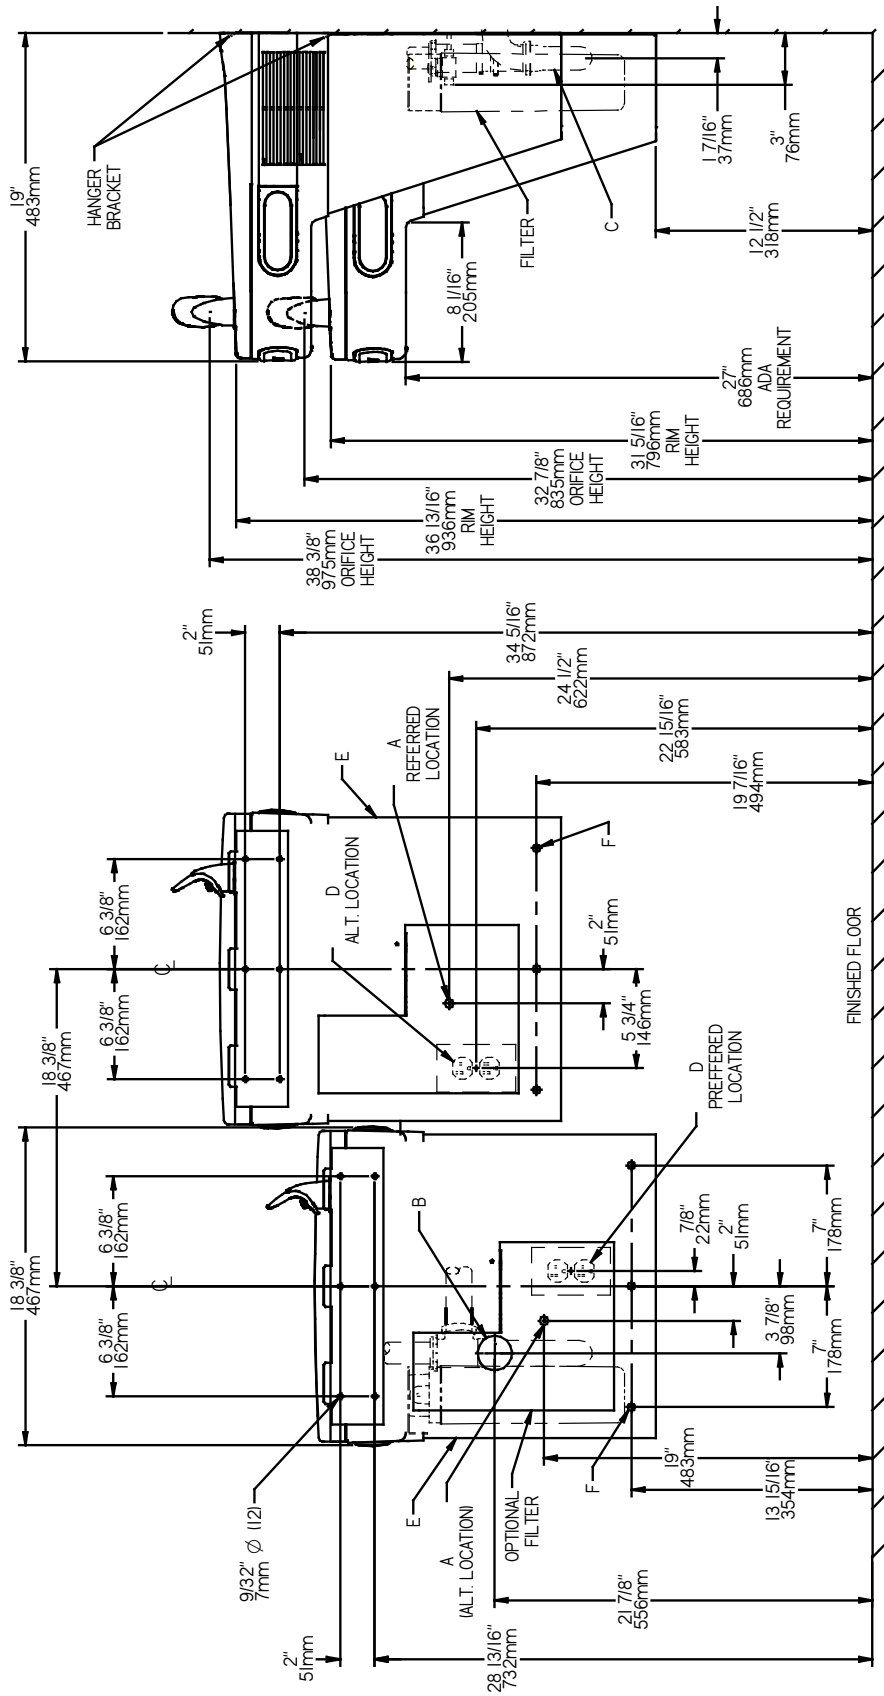 19"
483mm
HANGER
BRACKET
8 1/16"
205mm
FILTER
C
1 7/16"
37mm
3"
76mm
12 1/2"
318mm
27"
686mm
ADA
REQUIREMENT
31 5/16"
796mm
RIM
HEIGHT
32 7/8"
835mm
ORIFICE
HEIGHT
36 13/16"
936mm
RIM
HEIGHT
38 3/8"
975mm
ORIFICE
HEIGHT
2"
51mm
34 5/16"
872mm
24 1/2"
622mm
22 15/16"
583mm
19 7/16"
494mm
A
REFERRED
LOCATION
E
D
ALT. LOCATION
F
6 3/8"
162mm
6 3/8"
162mm
18 3/8"
467mm
2"
51mm
5 3/4"
146mm
FINISHED FLOOR
D
PREFFERED
LOCATION
18 3/8"
467mm
6 3/8"
162mm
6 3/8"
162mm
B
7/8"
22mm
2"
51mm
7"
178mm
3 7/8"
98mm
7"
178mm
9/32" Ø (12)
7mm
E
A
(ALT. LOCATION)
OPTIONAL
FILTER
F
19"
483mm
13 15/16"
354mm
21 7/8"
556mm
2"
51mm
28 13/16"
732mm